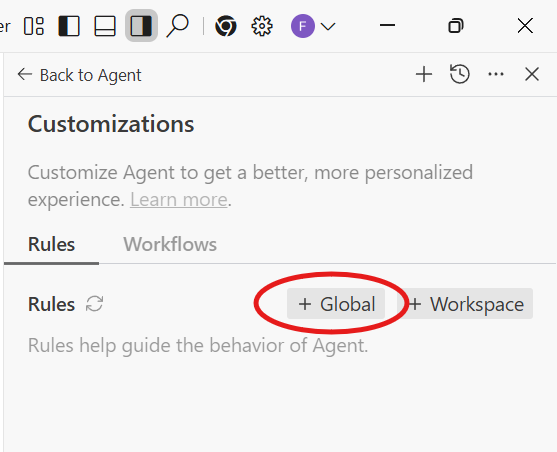 er
F
Back to Agent
Customizations
Customize Agent to get a better, more personalized
experience. Learn more.
Rules Workflows
Rules + Global + Workspace
Rules help guide the behavior of Agent.